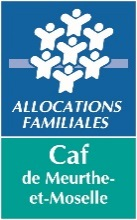 ALLOCATIONS
FAMILIALES
Caf
de Meurthe-
et-Moselle